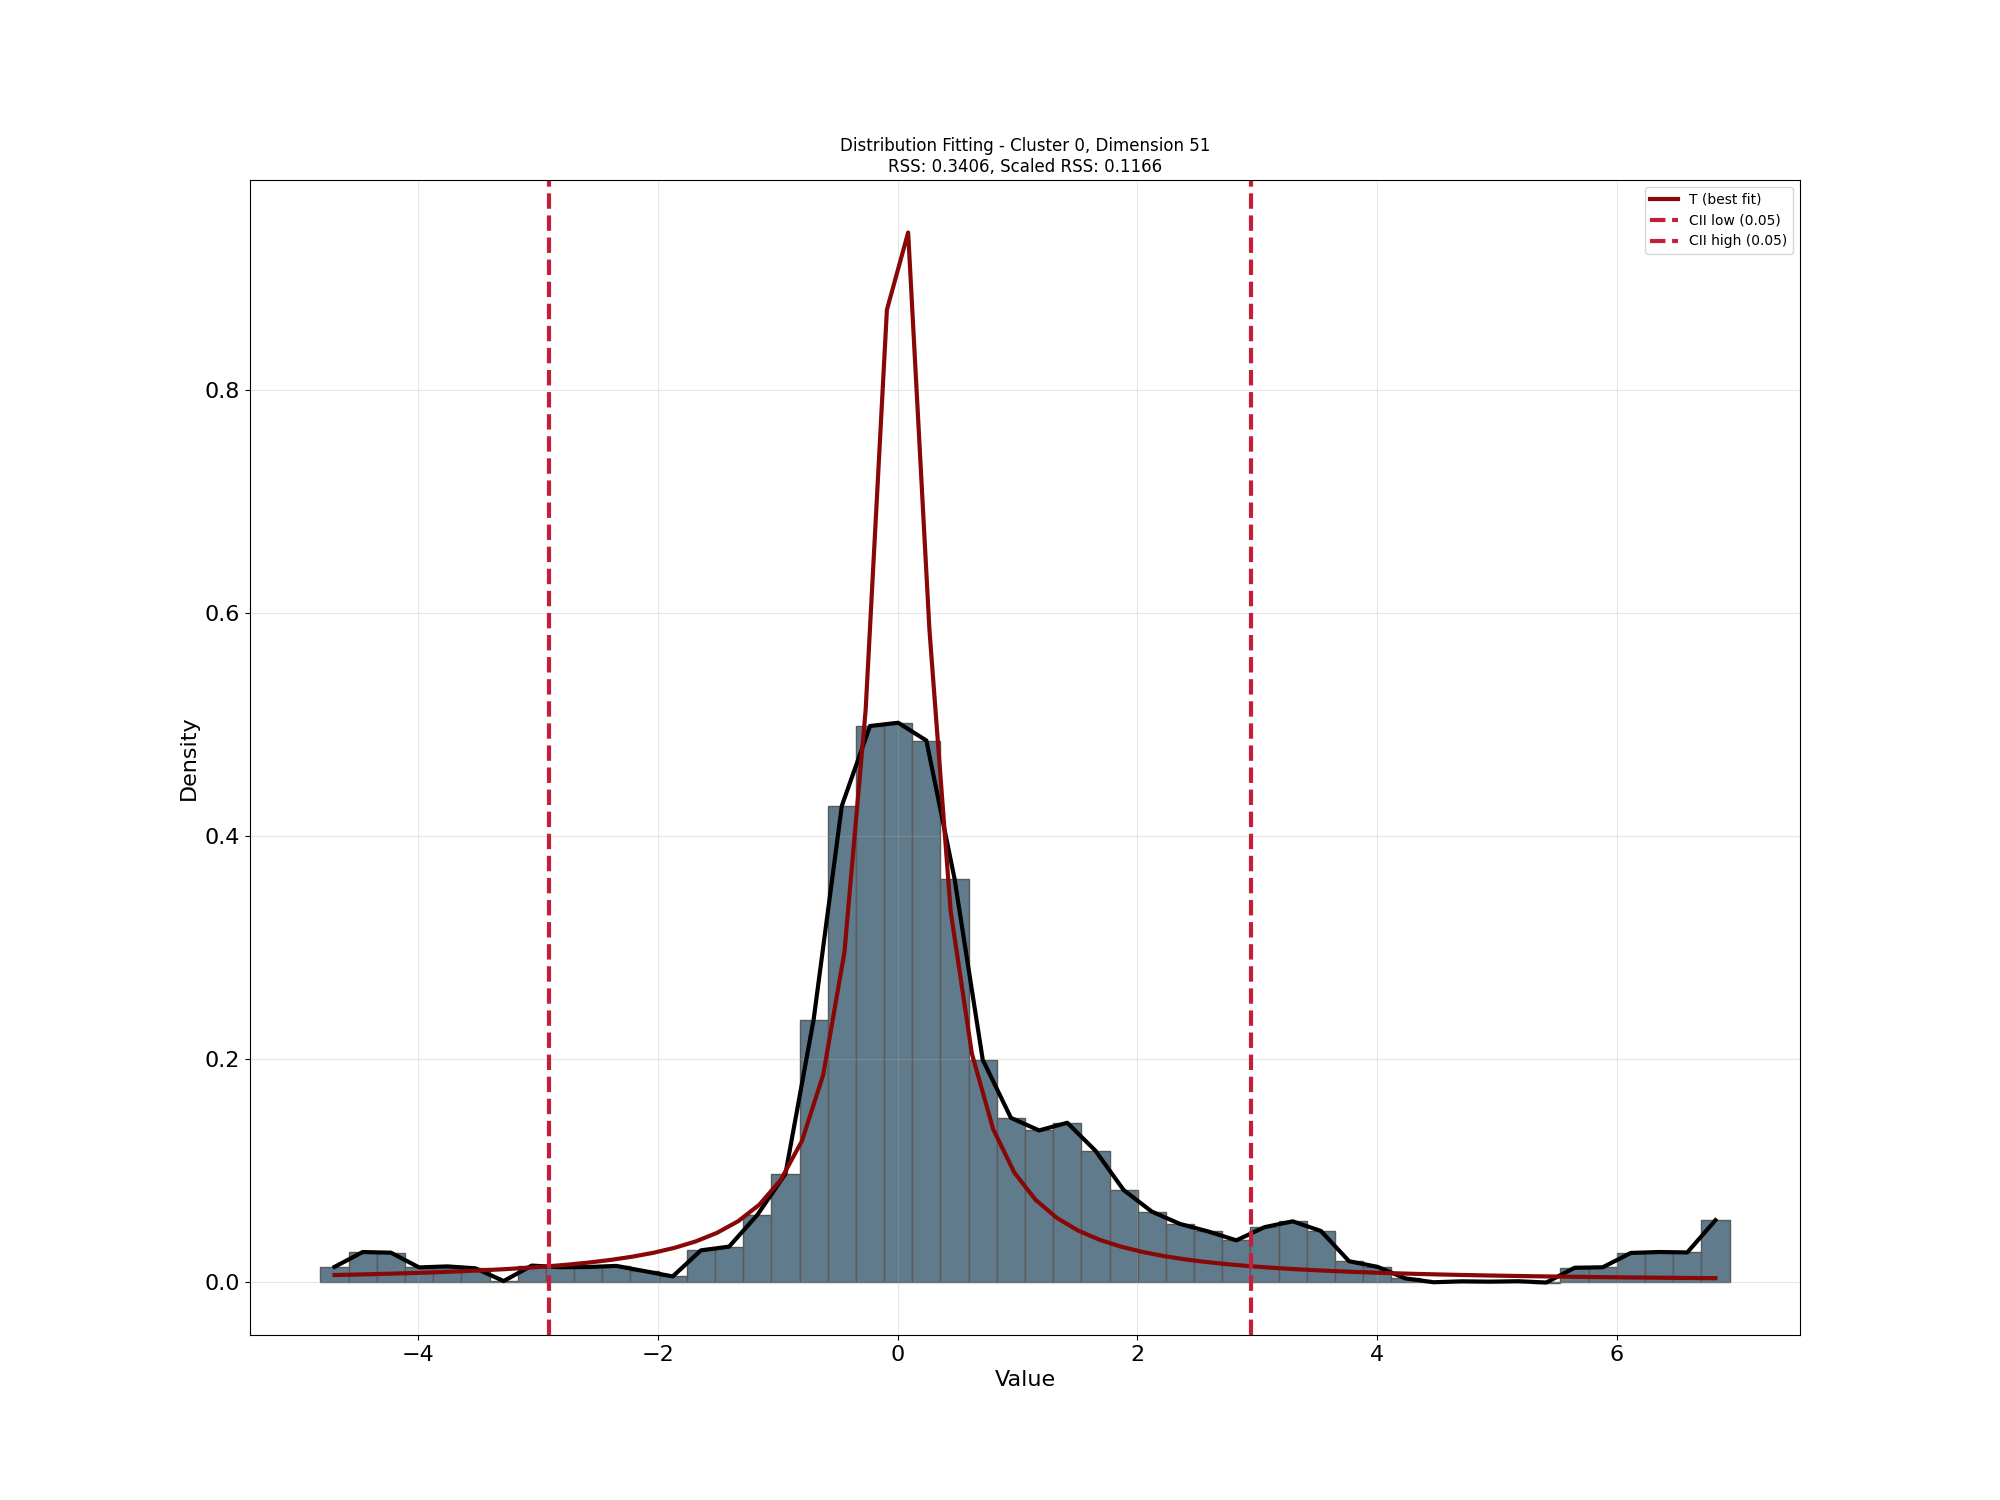 Distribution Fitting - Cluster 0, Dimension 51
RSS: 0.3406, Scaled RSS: 0.1166
T (best fit)
CII low (0.05)
CII high (0.05)
Density
0.8
0.6
0.4
0.2
0.0
−4
−2
0
2
4
6
Value